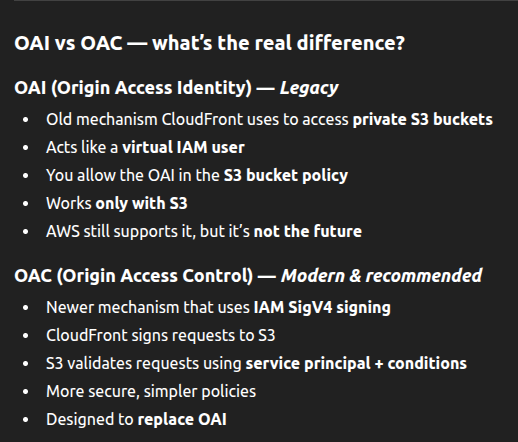 OAI vs OAC — what’s the real difference?
OAI (Origin Access Identity) — Legacy
• Old mechanism CloudFront uses to access private S3 buckets
• Acts like a virtual IAM user
• You allow the OAI in the S3 bucket policy
• Works only with S3
• AWS still supports it, but it’s not the future
OAC (Origin Access Control) — Modern & recommended
• Newer mechanism that uses IAM SigV4 signing
• CloudFront signs requests to S3
• S3 validates requests using service principal + conditions
• More secure, simpler policies
• Designed to replace OAI